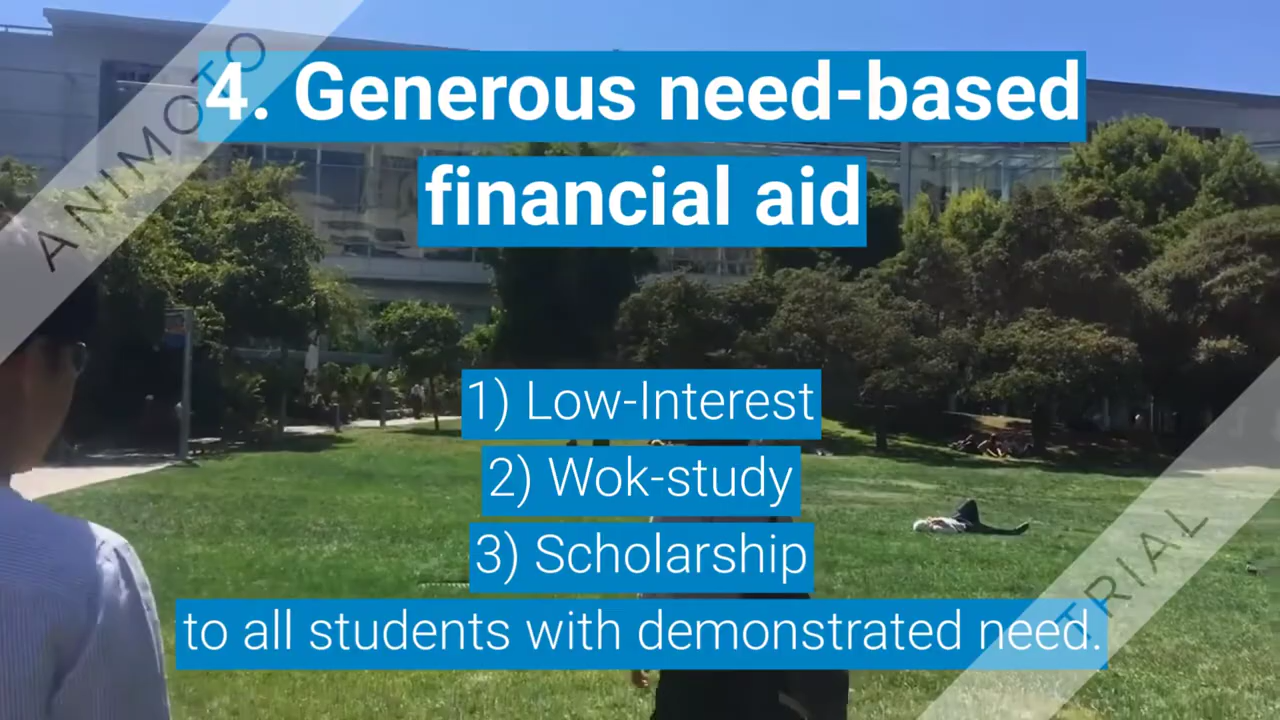 4. Generous need-based
financial aid
1) Low-Interest
2) Wok-study
3) Scholarship
to all students with demonstrated need.
ANIMOTO
TRIAL